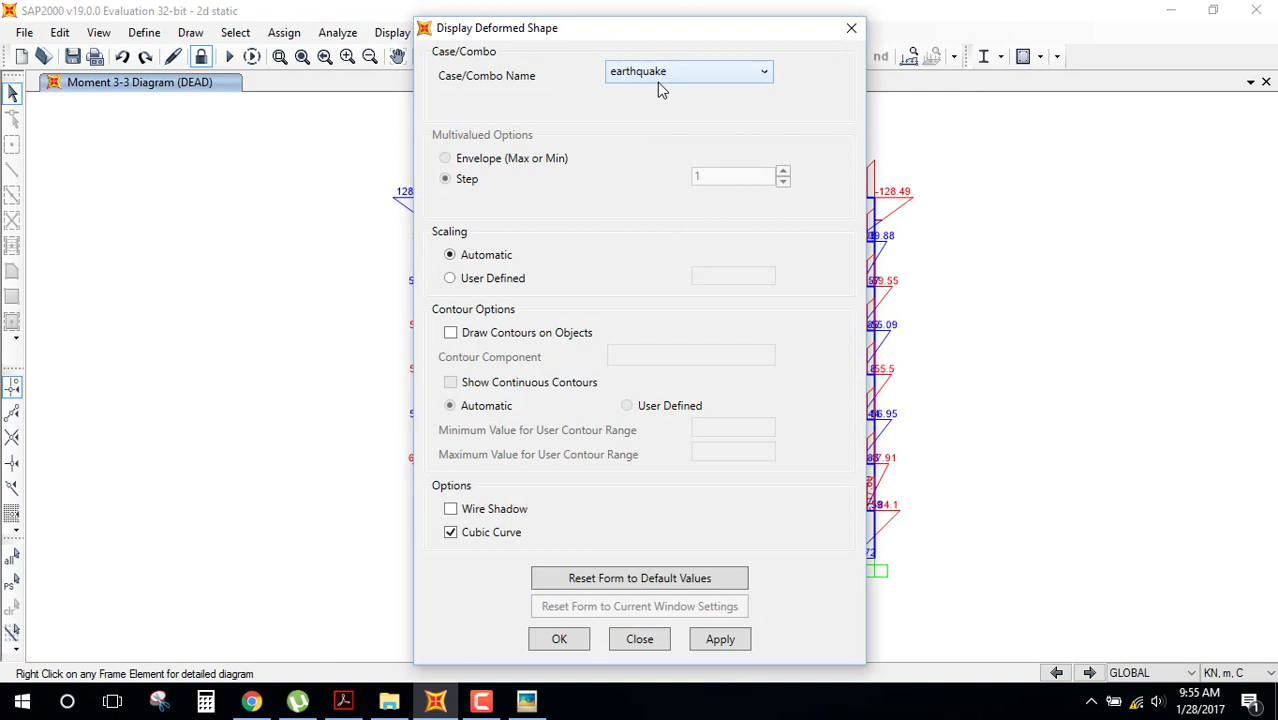 SAP2000 v19.0.0 Evaluation 32-bit - 2d static
File Edit View Define Draw Select Assign Analyze Display
nd
Moment 3-3 Diagram (DEAD)
Display Deformed Shape
Case/Combo
Case/Combo Name
earthquake
Multivalued Options
Envelope (Max or Min)
Step
1
Scaling
Automatic
User Defined
Contour Options
Draw Contours on Objects
Contour Component
Show Continuous Contours
Automatic
User Defined
Minimum Value for User Contour Range
Maximum Value for User Contour Range
Options
Wire Shadow
Cubic Curve
Reset Form to Default Values
Reset Form to Current Window Settings
OK Close Apply
128
-128.49
all
PS
clr
Right Click on any Frame Element for detailed diagram
GLOBAL
KN, m, C
9:55 AM
1/28/2017
1